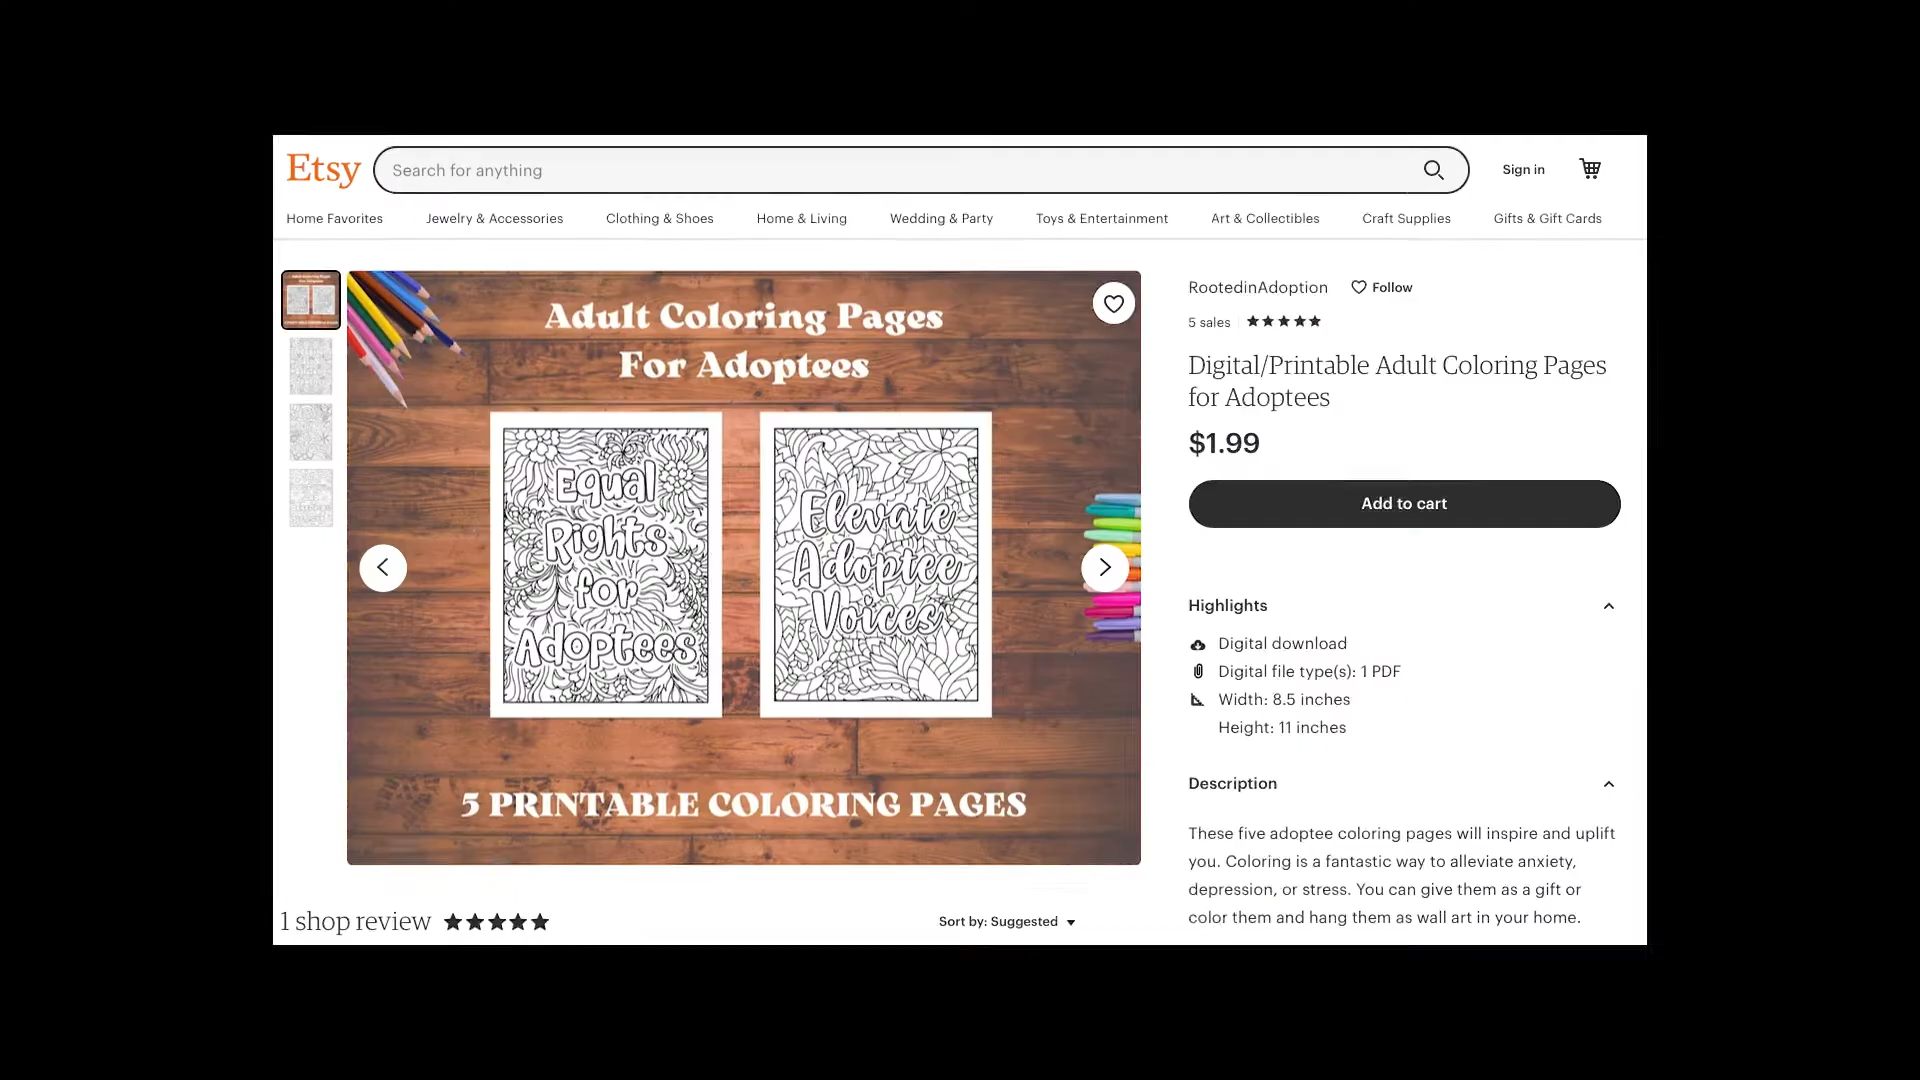 Etsy
Search for anything
Sign in
Home Favorites
Jewelry & Accessories
Clothing & Shoes
Home & Living
Wedding & Party
Toys & Entertainment
Art & Collectibles
Craft Supplies
Gifts & Gift Cards
Adult Coloring Pages
For Adoptees
Equal
Rights
for
Adoptees
Elevate
Adoptee
Voices
5 PRINTABLE COLORING PAGES
RootedinAdoption
Follow
5 sales
Digital/Printable Adult Coloring Pages
for Adoptees
$1.99
Add to cart
Highlights
Digital download
Digital file type(s): 1 PDF
Width: 8.5 inches
Height: 11 inches
Description
These five adoptee coloring pages will inspire and uplift
you. Coloring is a fantastic way to alleviate anxiety,
depression, or stress. You can give them as a gift or
color them and hang them as wall art in your home.
1 shop review
Sort by: Suggested